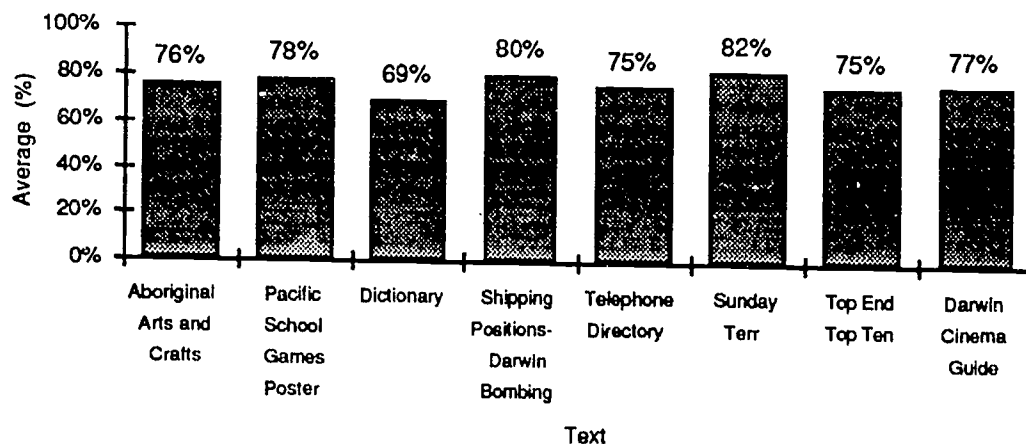 100%
80%
60%
40%
20%
0%
Average (%)
76%
78%
69%
80%
75%
82%
75%
77%
Aboriginal
Arts and
Crafts
Pacific
School
Games
Poster
Dictionary
Shipping
Positions-
Darwin
Bombing
Telephone
Directory
Sunday
Terr
Top End
Top Ten
Darwin
Cinema
Guide
Text